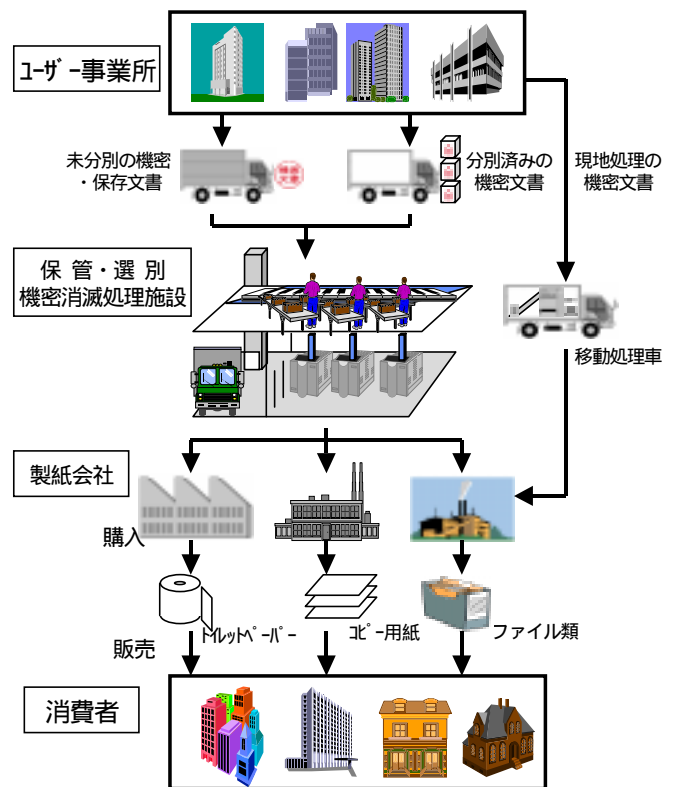 ﾕｰｻﾞｰ事業所
未分別の機密
・保存文書
機密
文書
分別済みの
機密文書
現地処理の
機密文書
保 管・選 別
機密消滅処理施設
移動処理車
製紙会社
購入
ﾄｲﾚｯﾄﾍﾟｰﾊﾟｰ
ｺﾋﾟｰ用紙
ファイル類
販売
消費者